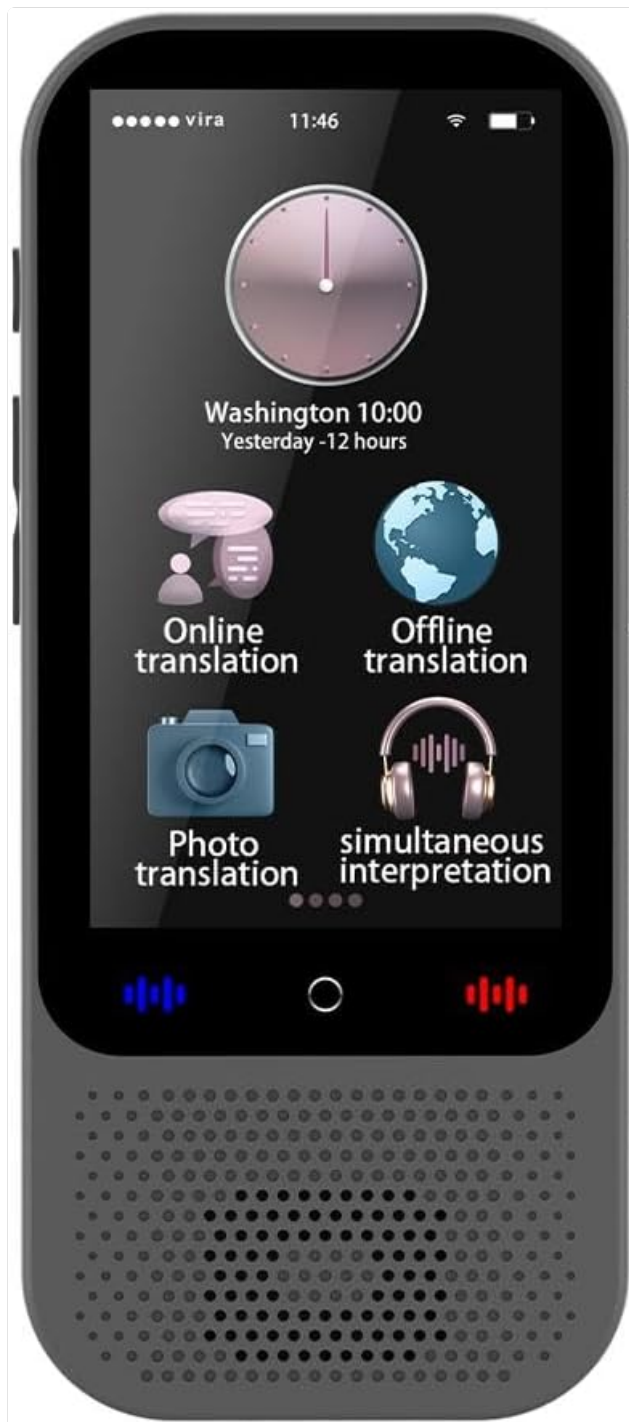 vira 11:46
Washington 10:00
Yesterday -12 hours
Online
translation
Offline
translation
Photo
translation
simultaneous
interpretation